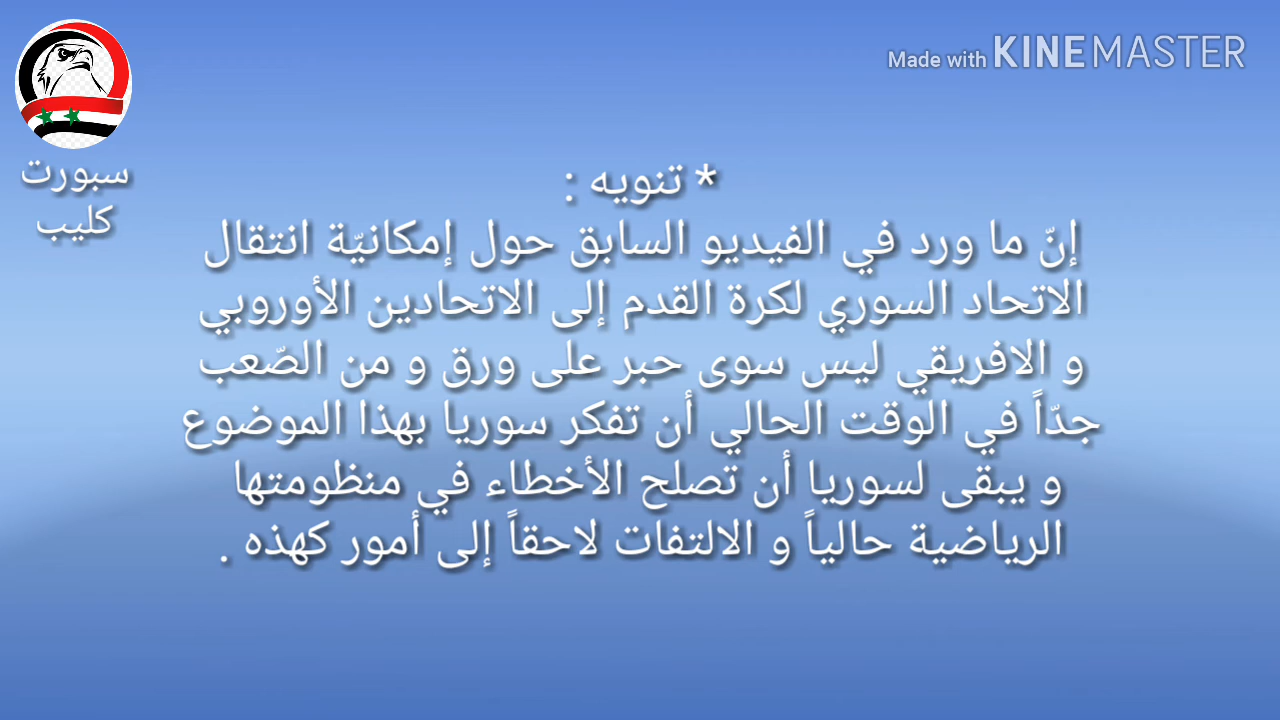 Made with KINEMASTER
سبورت
كليب
* تنويه :
إنّ ما ورد في الفيديو السابق حول إمكانيّة انتقال
الاتحاد السوري لكرة القدم إلى الاتحادين الأوروبي
و الافريقي ليس سوى حبر على ورق و من الصّعب
جدّاً في الوقت الحالي أن تفكر سوريا بهذا الموضوع
و يبقى لسوريا أن تصلح الأخطاء في منظومتها
الرياضية حالياً و الالتفات لاحقاً إلى أمور كهذه .